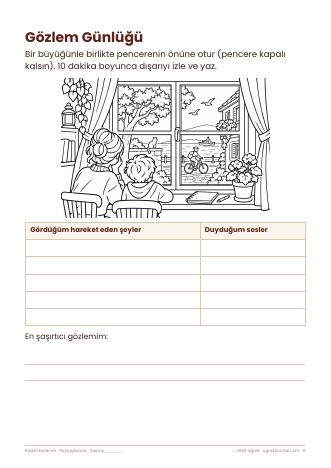 Gözlem Günlüğü
Bir büyüğünle birlikte pencerenin önüne otur (pencere kapalı
kalsın). 10 dakika boyunca dışarıyı izle ve yaz.
Gördüğüm hareket eden şeyler
Duyduğum sesler
En şaşırtıcı gözlemim: